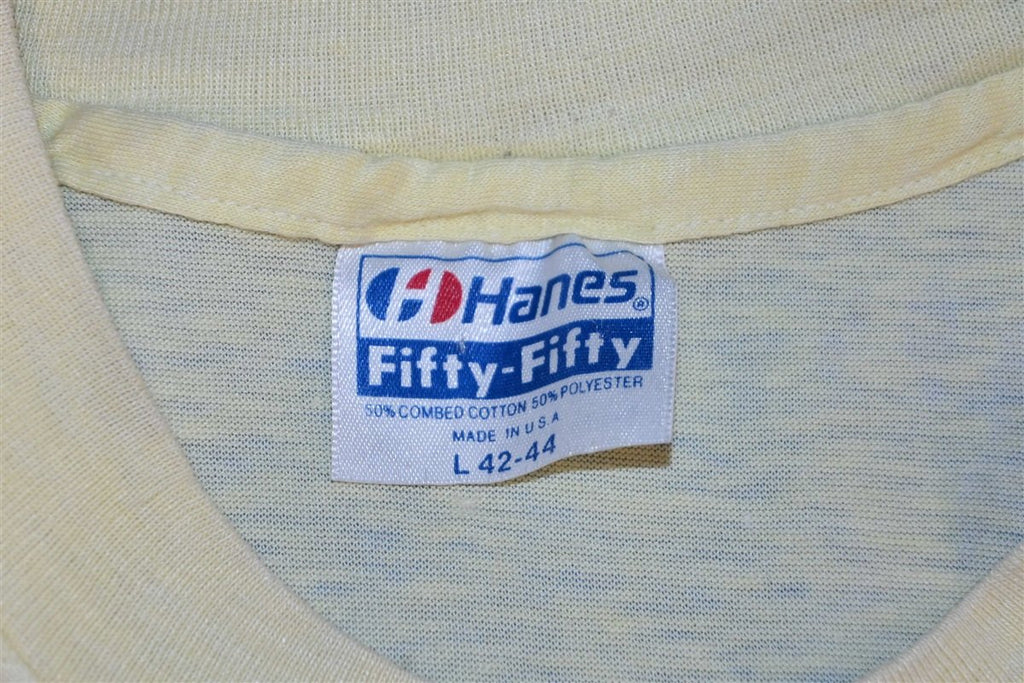 Hanes®
Fifty-Fifty
50% COMBED COTTON 50% POLYESTER
MADE IN U.S.A
L 42-44